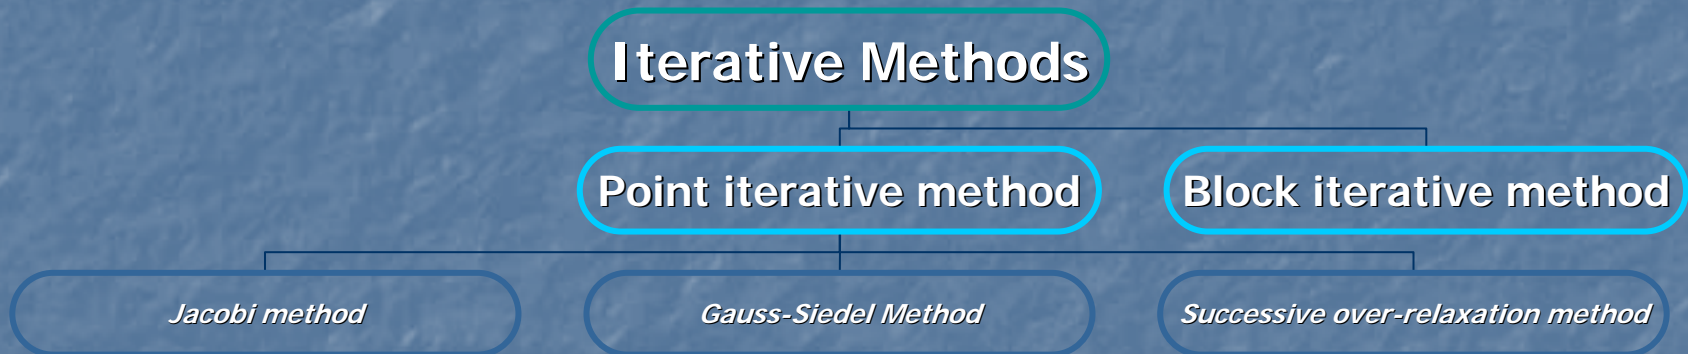 Iterative Methods
Point iterative method
Block iterative method
Jacobi method
Gauss-Siedel Method
Successive over-relaxation method